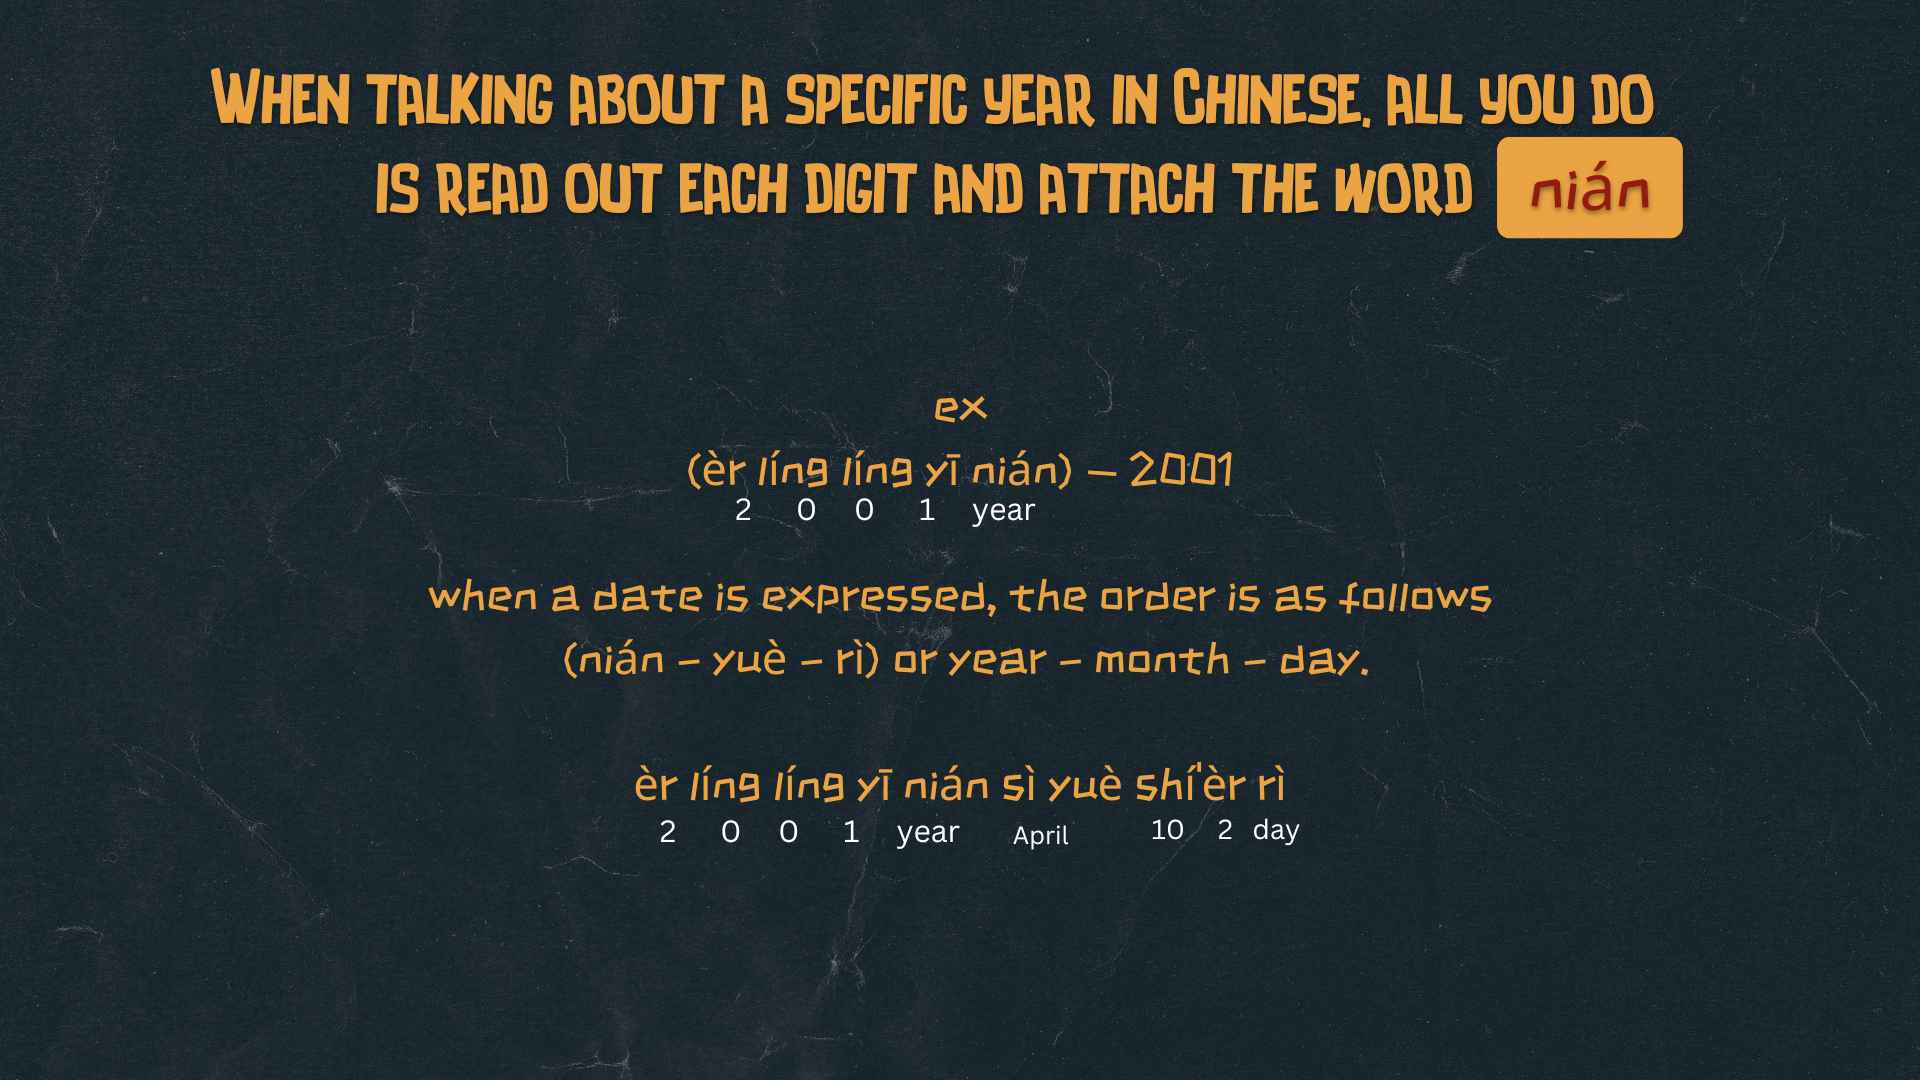 When talking about a specific year in Chinese, all you do
is read out each digit and attach the word nián
ex
(èr líng líng yī nián) – 2001
2 0 0 1 year
when a date is expressed, the order is as follows
(nián – yuè – rì) or year – month – day.
èr líng líng yī nián sì yuè shí'èr rì
2 0 0 1 year April 10 2 day